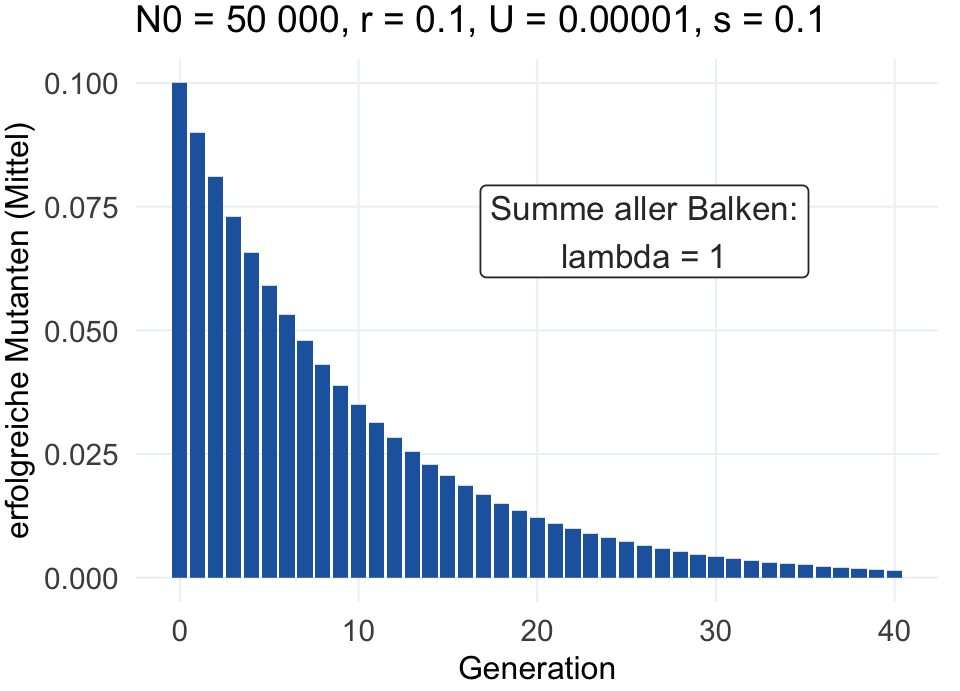 N0 = 50 000, r = 0.1, U = 0.00001, s = 0.1
erfolgreiche Mutanten (Mittel)
0.100
0.075
0.050
0.025
0.000
Summe aller Balken:
lambda = 1
0 10 20 30 40
Generation